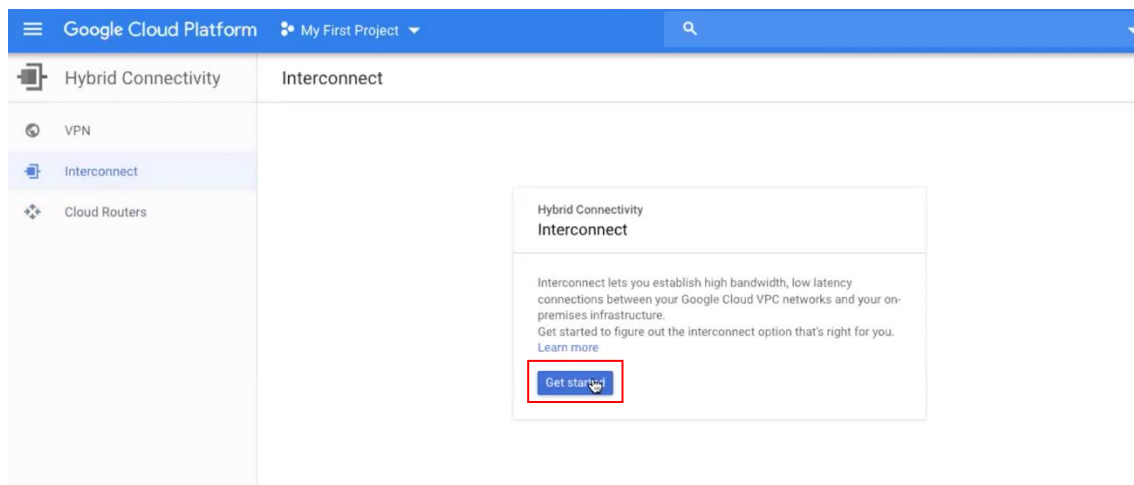 Google Cloud Platform My First Project
Hybrid Connectivity
Interconnect
VPN
Interconnect
Cloud Routers
Hybrid Connectivity
Interconnect
Interconnect lets you establish high bandwidth, low latency
connections between your Google Cloud VPC networks and your on-
premises infrastructure.
Get started to figure out the interconnect option that's right for you.
Learn more
Get started